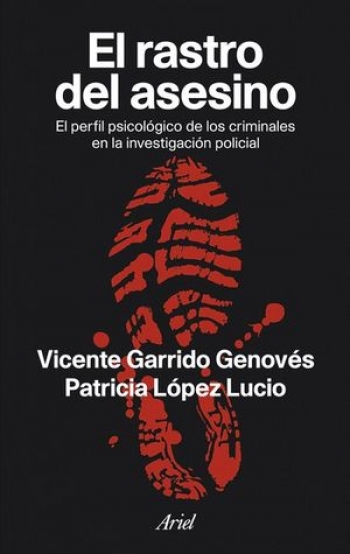 El rastro
del asesino
El perfil psicológico de los criminales
en la investigación policial
Vicente Garrido Genovés
Patricia López Lucio
Ariel